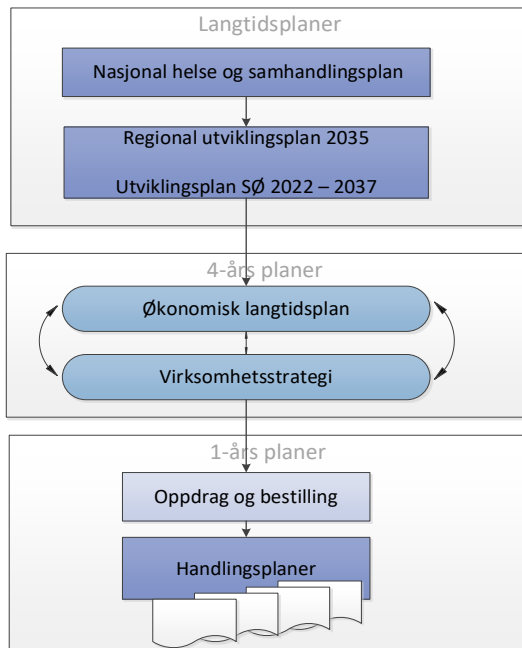 Langtidsplaner
Nasjonal helse og samhandlingsplan
Regional utviklingsplan 2035
Utviklingsplan SØ 2022 – 2037
4-års planer
Økonomisk langtidsplan
Virksomhetsstrategi
1-års planer
Oppdrag og bestilling
Handlingsplaner